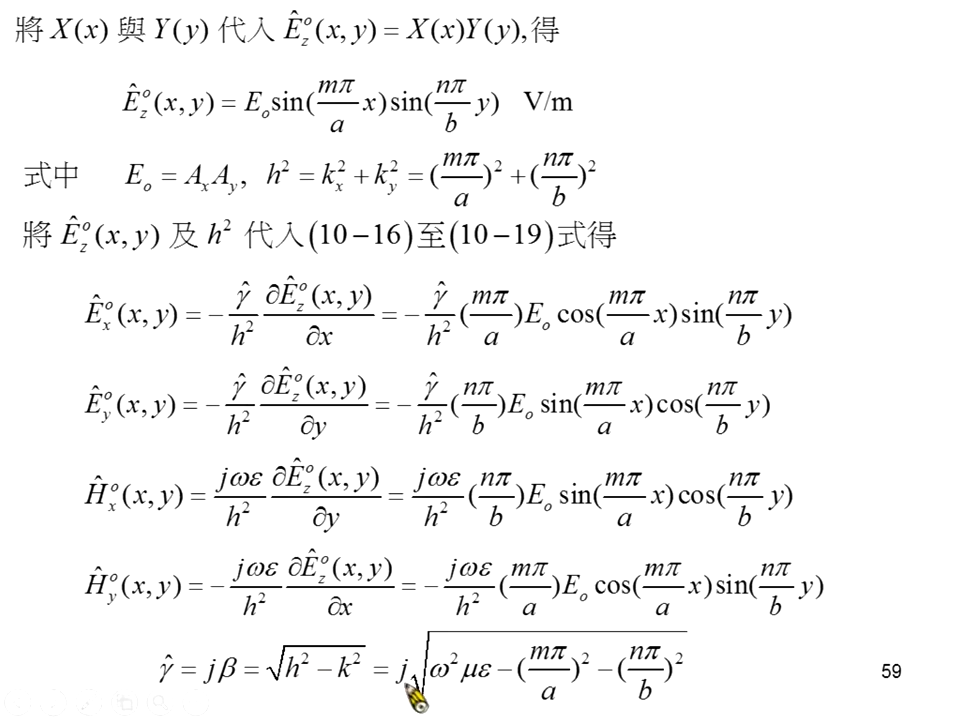 將 X(x) 與 Y(y) 代入 Ê_z^o(x, y) = X(x)Y(y),得
Ê_z^o(x, y) = E_o sin(mπ/a x)sin(nπ/b y) V/m
式中 E_o = A_x A_y, h² = k_x² + k_y² = (mπ/a)² + (nπ/b)²
將 Ê_z^o(x, y) 及 h² 代入(10−16)至(10−19)式得
Ê_x^o(x, y) = −γ̂/h² ∂Ê_z^o(x, y)/∂x = −γ̂/h² (mπ/a)E_o cos(mπ/a x)sin(nπ/b y)
Ê_y^o(x, y) = −γ̂/h² ∂Ê_z^o(x, y)/∂y = −γ̂/h² (nπ/b)E_o sin(mπ/a x)cos(nπ/b y)
Ĥ_x^o(x, y) = jωε/h² ∂Ê_z^o(x, y)/∂y = jωε/h² (nπ/b)E_o sin(mπ/a x)cos(nπ/b y)
Ĥ_y^o(x, y) = −jωε/h² ∂Ê_z^o(x, y)/∂x = −jωε/h² (mπ/a)E_o cos(mπ/a x)sin(nπ/b y)
γ̂ = jβ = √(h² − k²) = j√(ω²με − (mπ/a)² − (nπ/b)²)
59